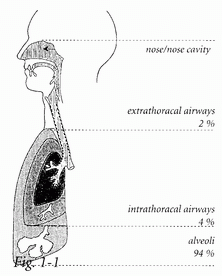 nose/nose cavity
extrathoracal airways
2 %
intrathoracal airways
4 %
alveoli
94 %
Fig. 1-1